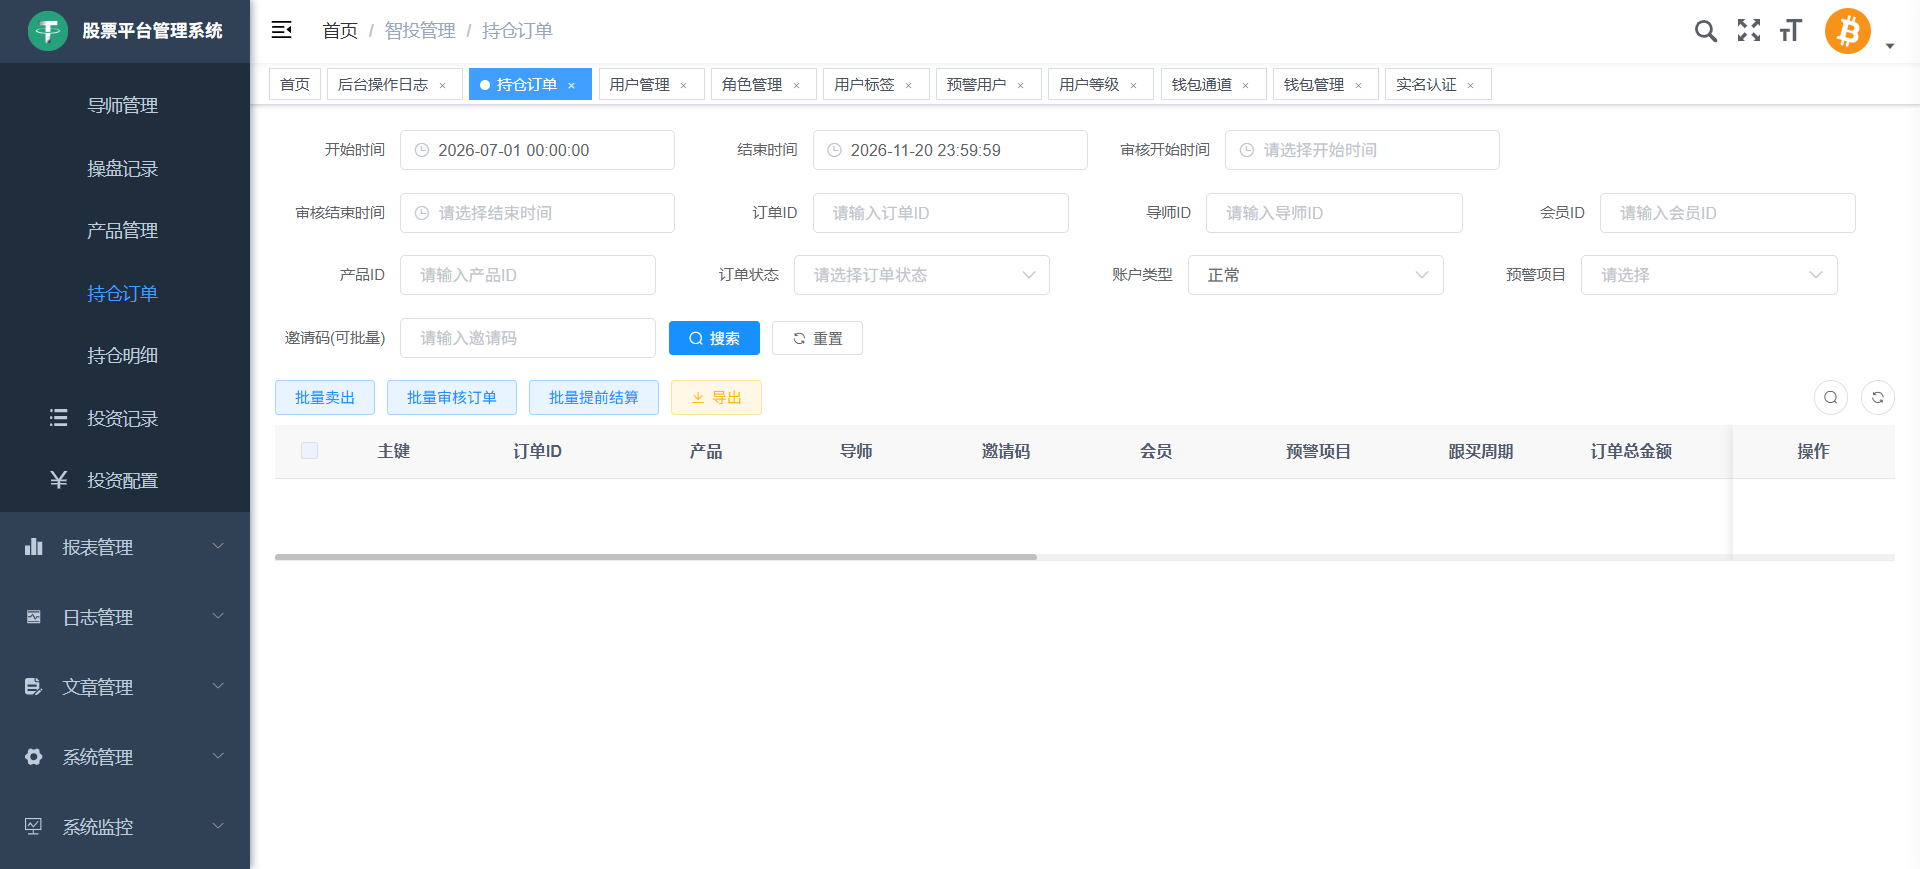 股票平台管理系统
首页 / 智投管理 / 持仓订单
首页 后台操作日志 × 持仓订单 × 用户管理 × 角色管理 × 用户标签 × 预警用户 × 用户等级 × 钱包通道 × 钱包管理 × 实名认证 ×
导师管理
操盘记录
产品管理
持仓订单
持仓明细
投资记录
投资配置
报表管理
日志管理
文章管理
系统管理
系统监控
开始时间 2026-07-01 00:00:00 结束时间 2026-11-20 23:59:59 审核开始时间 请选择开始时间
审核结束时间 请选择结束时间 订单ID 请输入订单ID 导师ID 请输入导师ID 会员ID 请输入会员ID
产品ID 请输入产品ID 订单状态 请选择订单状态 账户类型 正常 预警项目 请选择
邀请码(可批量) 请输入邀请码 搜索 重置
批量卖出 批量审核订单 批量提前结算 导出
主键 订单ID 产品 导师 邀请码 会员 预警项目 跟买周期 订单总金额 操作